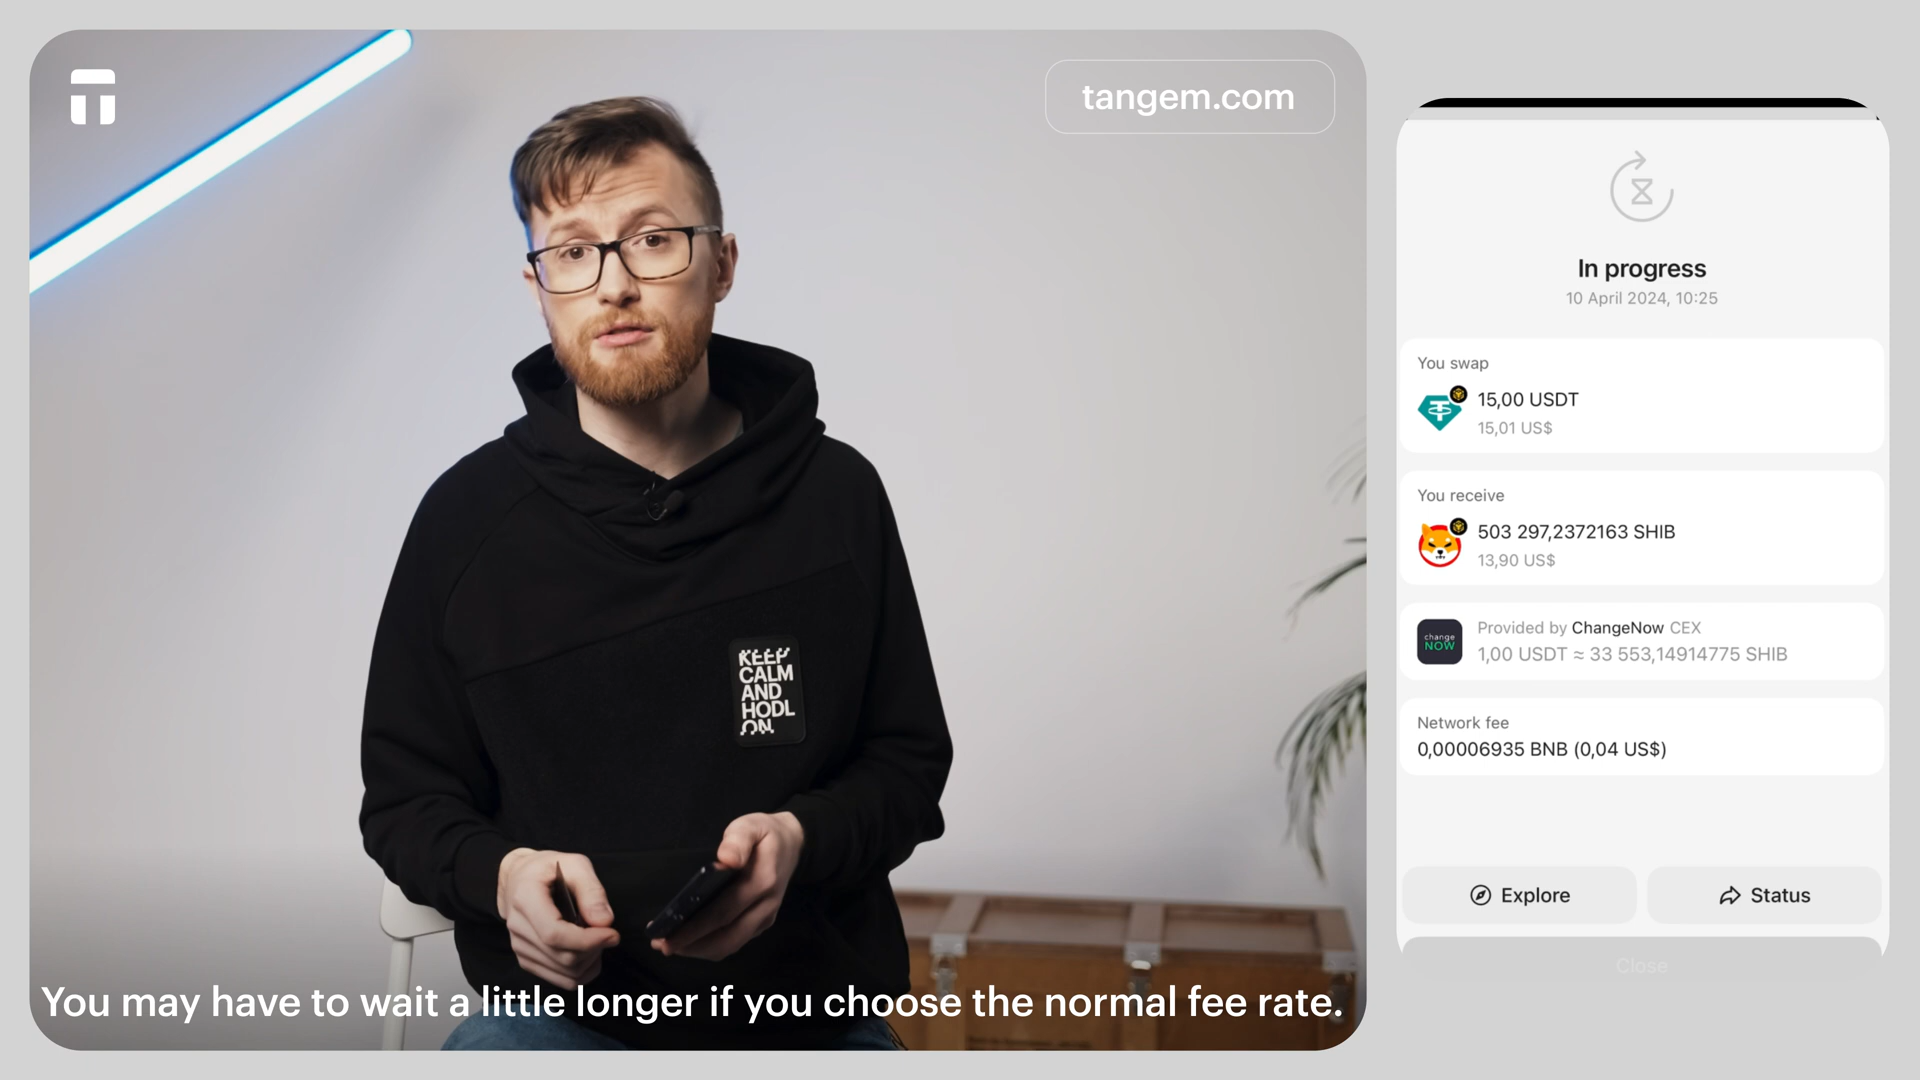 tangem.com
KEEP
CALM
AND
HODL
ON
You may have to wait a little longer if you choose the normal fee rate.
In progress
10 April 2024, 10:25
You swap
15,00 USDT
15,01 US$
You receive
503 297,2372163 SHIB
13,90 US$
change
NOW
Provided by ChangeNow CEX
1,00 USDT ≈ 33 553,14914775 SHIB
Network fee
0,00006935 BNB (0,04 US$)
Explore
Status
Close